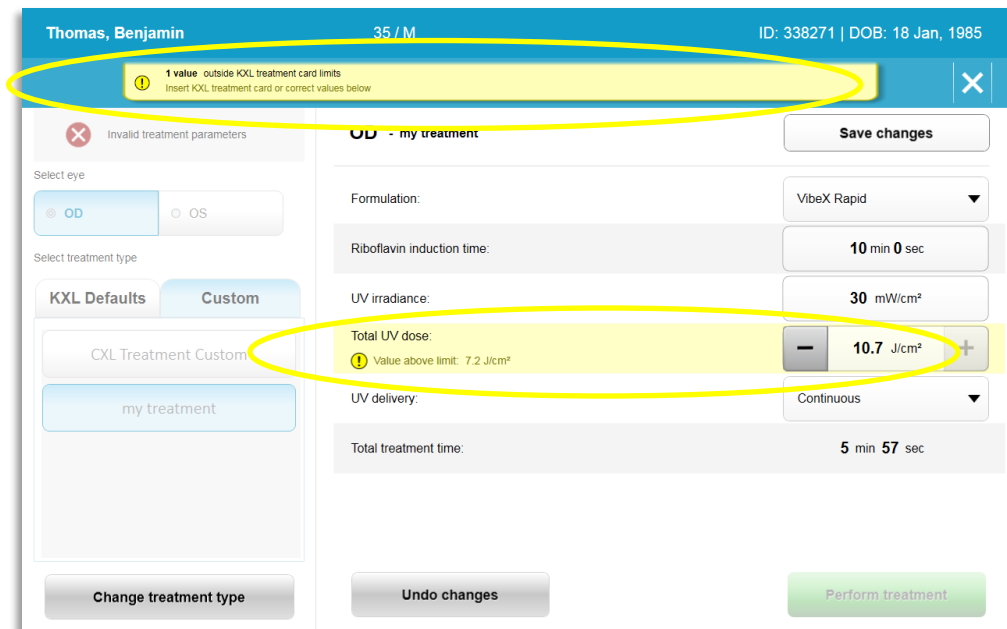 Thomas, Benjamin 35 / M ID: 338271 | DOB: 18 Jan, 1985
1 value outside KXL treatment card limits
Insert KXL treatment card or correct values below
Invalid treatment parameters
OD - my treatment
Save changes
Select eye
OD OS
Formulation: VibeX Rapid
Riboflavin induction time: 10 min 0 sec
Select treatment type
KXL Defaults Custom
UV irradiance: 30 mW/cm²
Total UV dose: 10.7 J/cm²
Value above limit: 7.2 J/cm²
CXL Treatment Custom
my treatment
UV delivery: Continuous
Total treatment time: 5 min 57 sec
Change treatment type
Undo changes
Perform treatment